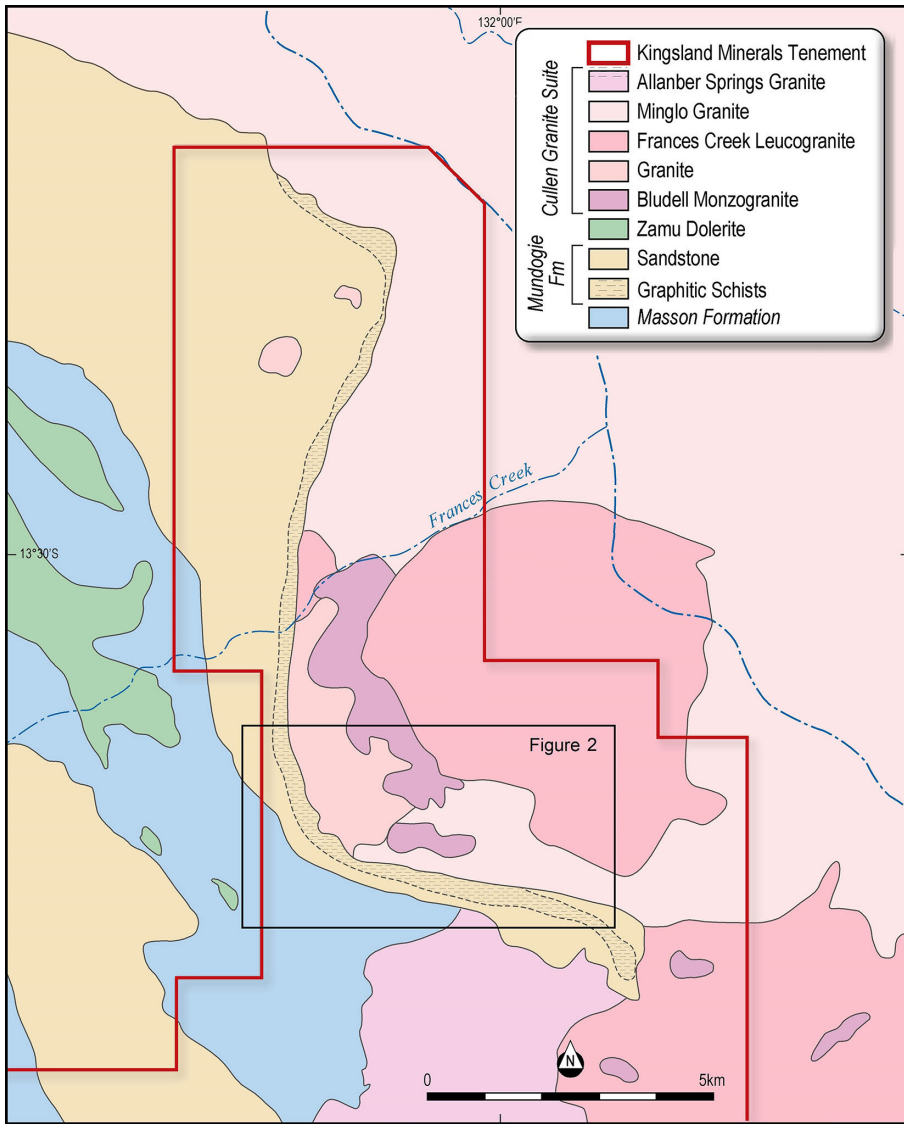 132°00'E
Kingsland Minerals Tenement
Cullen Granite Suite
Allanber Springs Granite
Minglo Granite
Frances Creek Leucogranite
Granite
Bludell Monzogranite
Zamu Dolerite
Mundogie
Fm
Sandstone
Graphitic Schists
Masson Formation
Frances Creek
13°30'S
Figure 2
N
0
5km